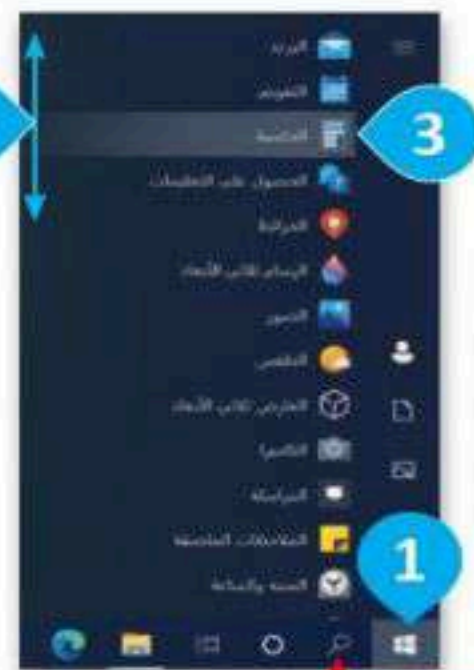 البريد
التقويم
3
الحاسبة
الحصول على التعليمات
الخرائط
الرسام ثلاثي الأبعاد
الصور
الطقس
العارض ثلاثي الأبعاد
الكاميرا
المراسلة
الملاحظات الملصقة
1
المنبه والساعة